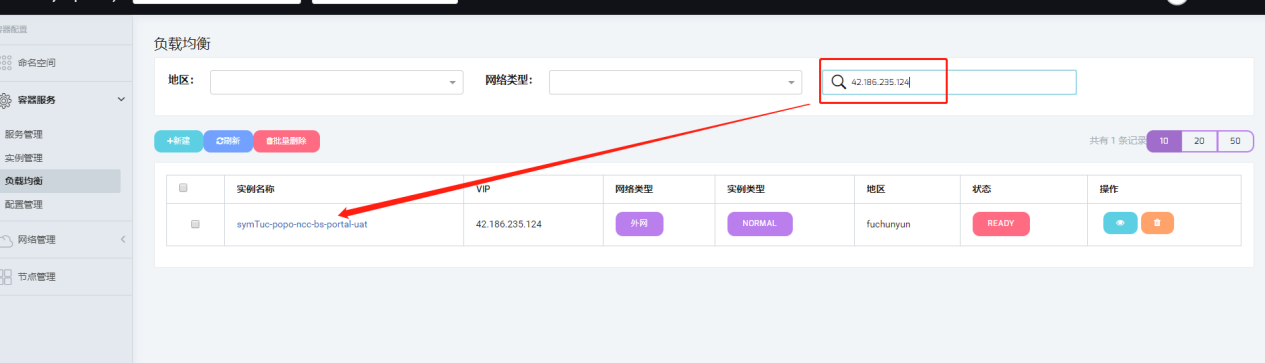 负载均衡
地区：
网络类型：
42.186.235.124
命名空间
容器服务
服务管理
实例管理
负载均衡
配置管理
网络管理
节点管理
+新建
刷新
批量删除
共有 1 条记录
10 20 50
实例名称 VIP 网络类型 实例类型 地区 状态 操作
symTuc-popo-ncc-bs-portal-uat 42.186.235.124 外网 NORMAL fuchunyun READY